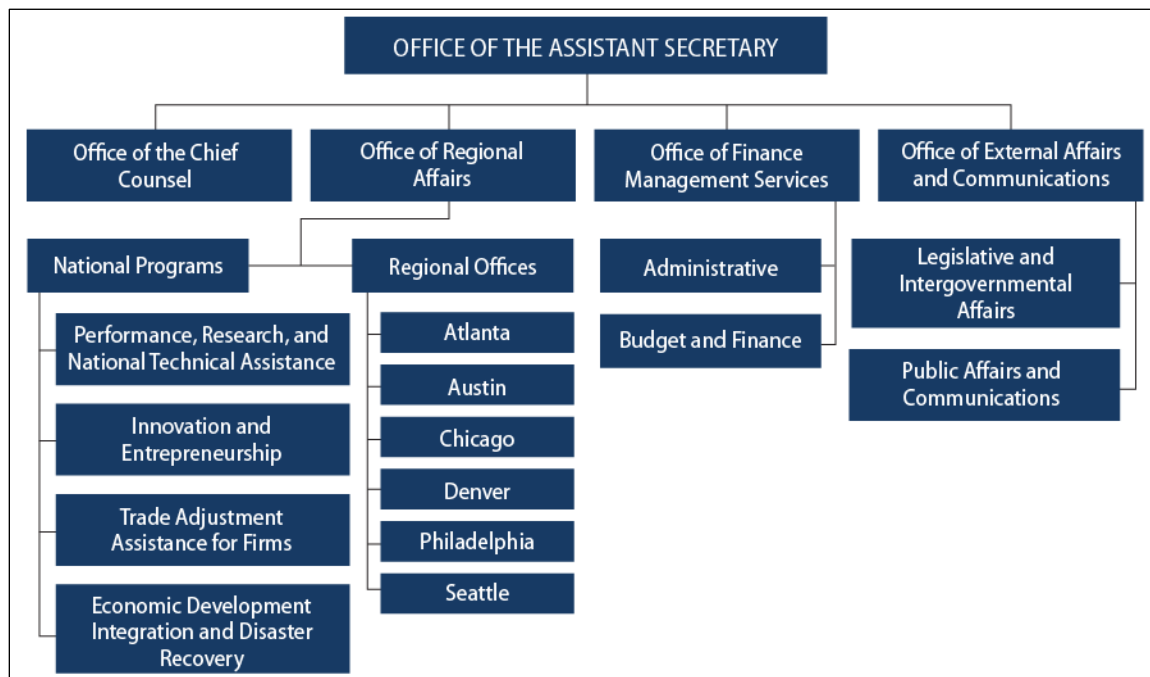 OFFICE OF THE ASSISTANT SECRETARY
Office of the Chief
Counsel
Office of Regional
Affairs
Office of Finance
Management Services
Office of External Affairs
and Communications
National Programs
Performance, Research, and
National Technical Assistance
Innovation and
Entrepreneurship
Trade Adjustment
Assistance for Firms
Economic Development
Integration and Disaster
Recovery
Regional Offices
Atlanta
Austin
Chicago
Denver
Philadelphia
Seattle
Administrative
Budget and Finance
Legislative and
Intergovernmental
Affairs
Public Affairs and
Communications